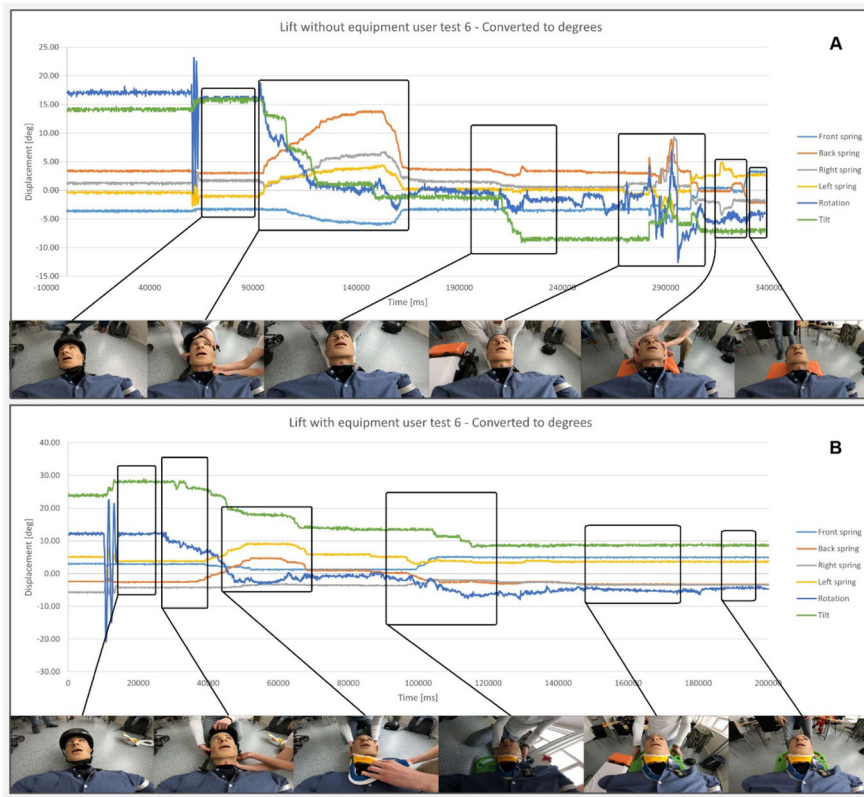 Lift without equipment user test 6 - Converted to degrees
A
25.00
20.00
15.00
10.00
5.00
0.00
-5.00
-10.00
-15.00
Displacement [deg]
-10000
40000
90000
140000
190000
240000
290000
340000
Time [ms]
Front spring
Back spring
Right spring
Left spring
Rotation
Tilt
Lift with equipment user test 6 - Converted to degrees
B
40.00
30.00
20.00
10.00
0.00
-10.00
-20.00
-30.00
Displacement [deg]
0
20000
40000
60000
80000
100000
120000
140000
160000
180000
200000
Time [ms]
Front spring
Back spring
Right spring
Left spring
Rotation
Tilt